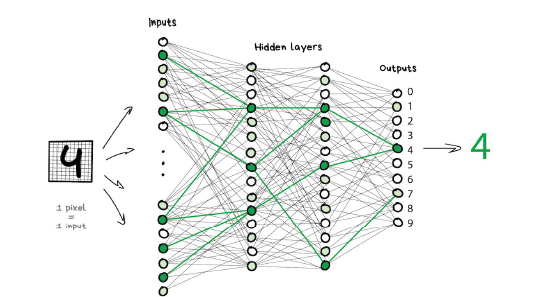 Inputs
Hidden layers
Outputs
0
1
2
3
4
5
6
7
8
9
4
4
1 pixel
=
1 input